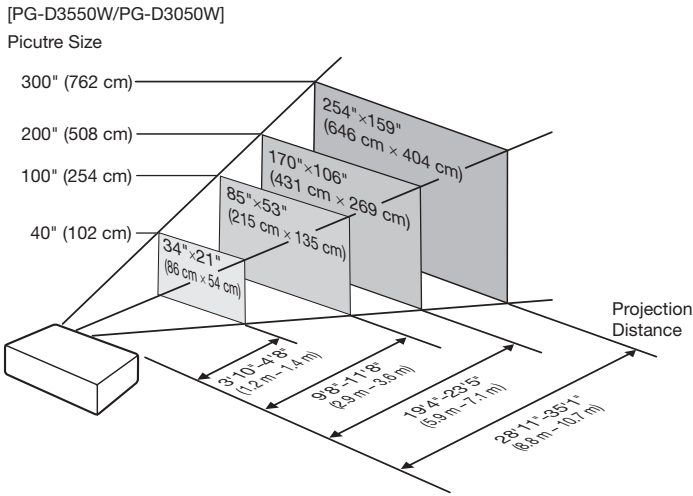 [PG-D3550W/PG-D3050W]
Picutre Size
300" (762 cm)
254"×159"
(646 cm × 404 cm)
200" (508 cm)
170"×106"
(431 cm × 269 cm)
100" (254 cm)
85"×53"
(215 cm × 135 cm)
40" (102 cm)
34"×21"
(86 cm × 54 cm)
Projection
Distance
3'10"–4'8"
(1.2 m – 1.4 m)
9'8"–11'8"
(2.9 m – 3.6 m)
19'4"–23'5"
(5.9 m – 7.1 m)
28'11"–35'1"
(8.8 m – 10.7 m)